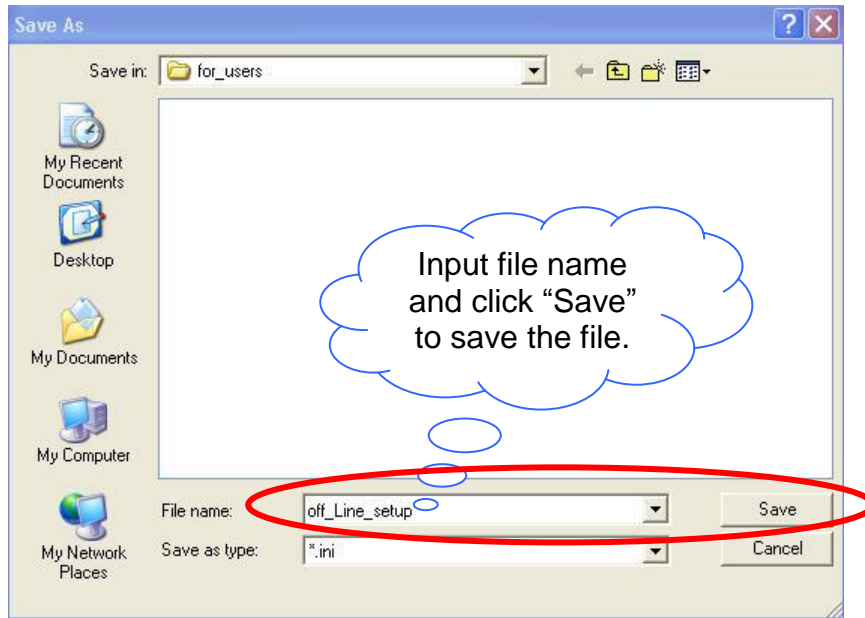 Save As
Save in: for_users
My Recent
Documents
Desktop
My Documents
My Computer
My Network
Places
Input file name
and click “Save”
to save the file.
File name: off_Line_setup Save
Save as type: *.ini Cancel